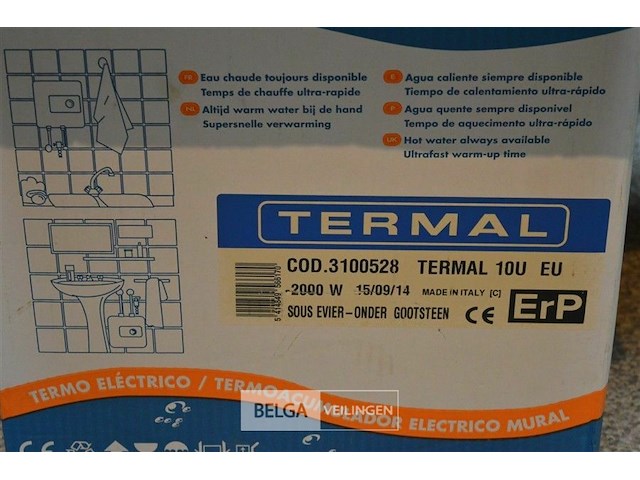 FR Eau chaude toujours disponible
Temps de chauffe ultra-rapide
NL Altijd warm water bij de hand
Supersnelle verwarming
E Agua caliente siempre disponible
Tiempo de calentamiento ultra-rápido
P Agua quente sempre disponivel
Tempo de aquecimento ultra-rápido
UK Hot water always available
Ultrafast warm-up time
TERMAL
COD.3100528 TERMAL 10U EU
-2000 W 15/09/14 MADE IN ITALY [C]
SOUS EVIER-ONDER GOOTSTEEN CE ErP
TERMO ELÉCTRICO / TERMOACUMULADOR ELECTRICO MURAL
BELGA VEILINGEN
CE